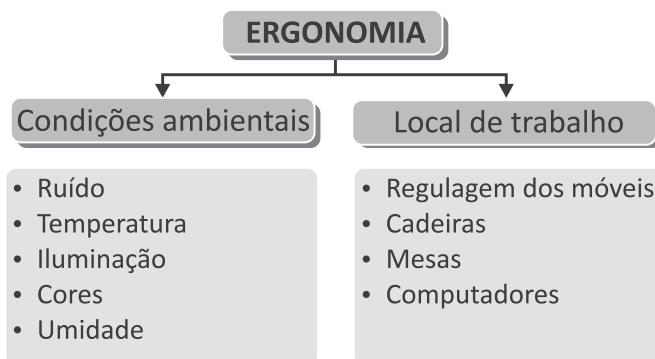 ERGONOMIA
Condições ambientais
• Ruído
• Temperatura
• Iluminação
• Cores
• Umidade
Local de trabalho
• Regulagem dos móveis
• Cadeiras
• Mesas
• Computadores